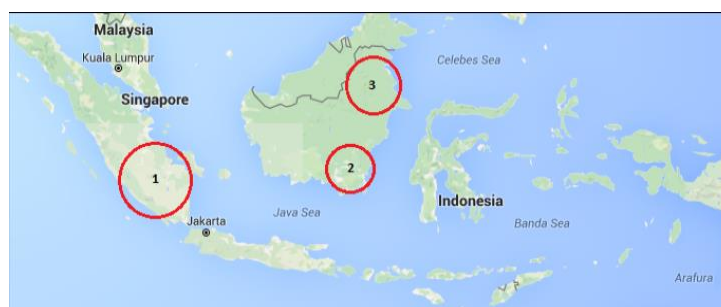 Malaysia
Kuala Lumpur
Celebes Sea
3
Singapore
2
1
Indonesia
Java Sea
Jakarta
Banda Sea
Arafura